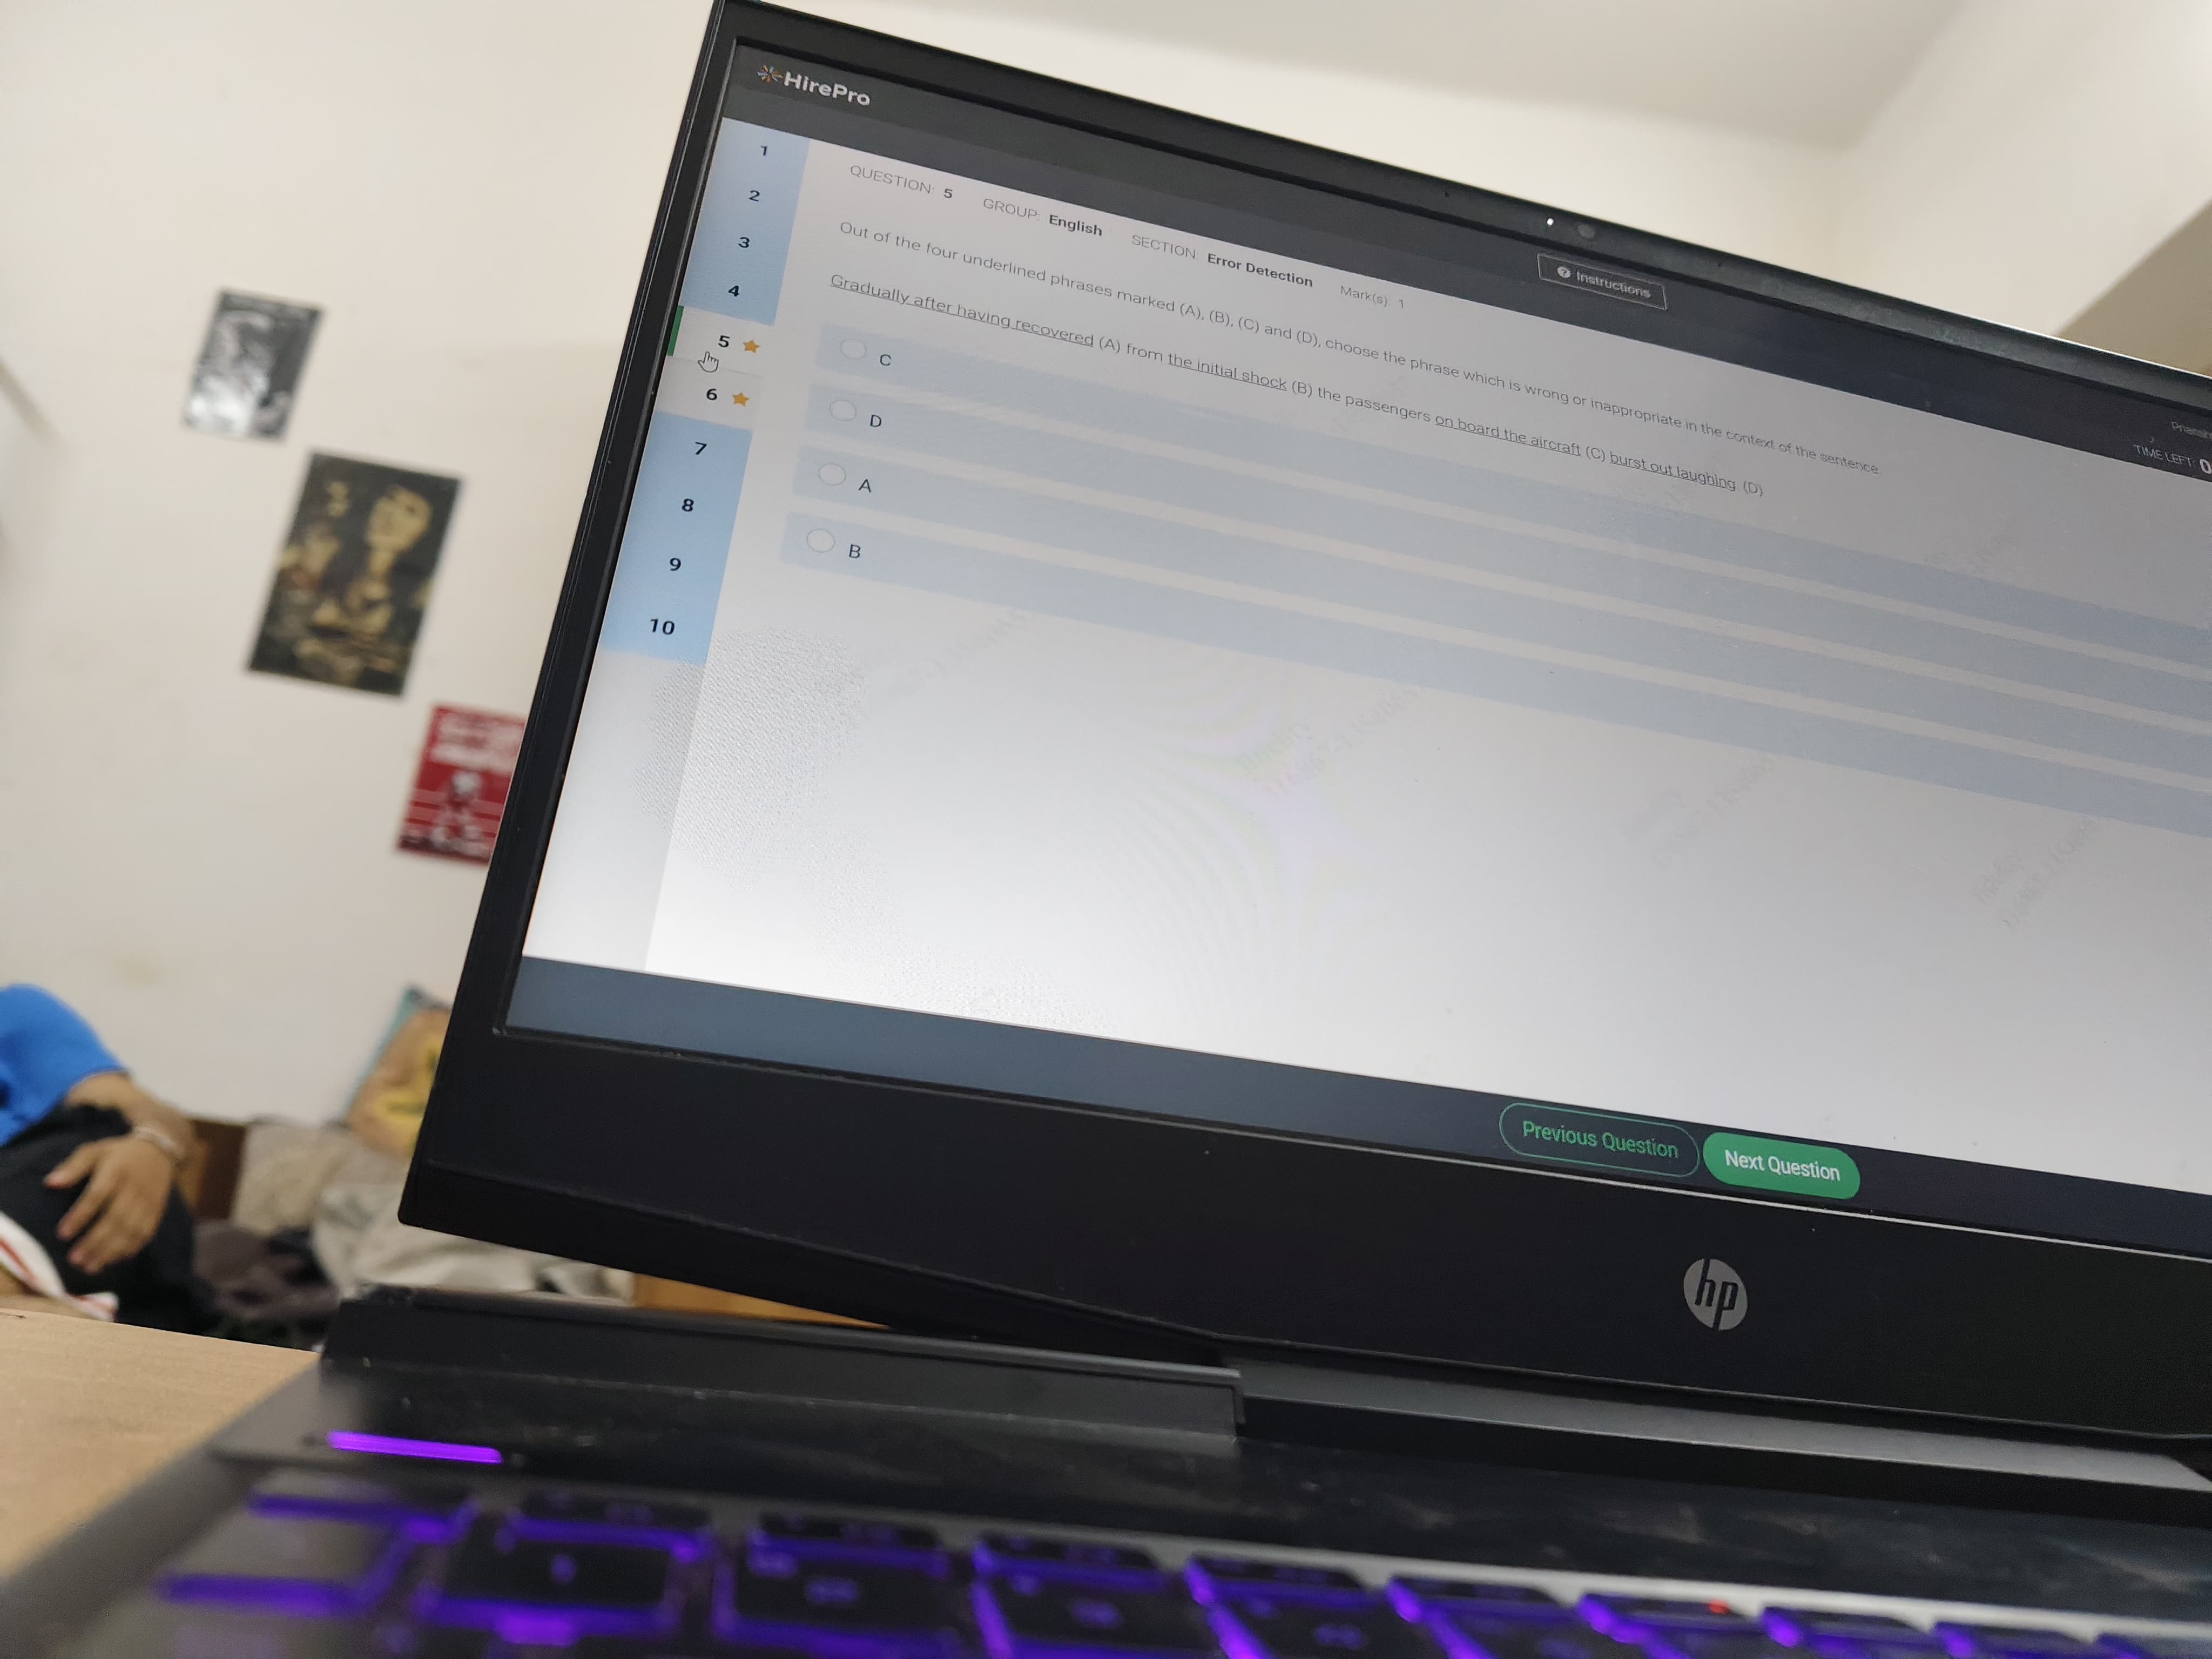 HirePro
Instructions
TIME LEFT: 0
QUESTION: 5 GROUP: English SECTION: Error Detection Mark(s): 1
Out of the four underlined phrases marked (A), (B), (C) and (D), choose the phrase which is wrong or inappropriate in the context of the sentence.
Gradually after having recovered (A) from the initial shock (B) the passengers on board the aircraft (C) burst out laughing. (D)
C
D
A
B
1
2
3
4
5
6
7
8
9
10
Previous Question
Next Question
hp